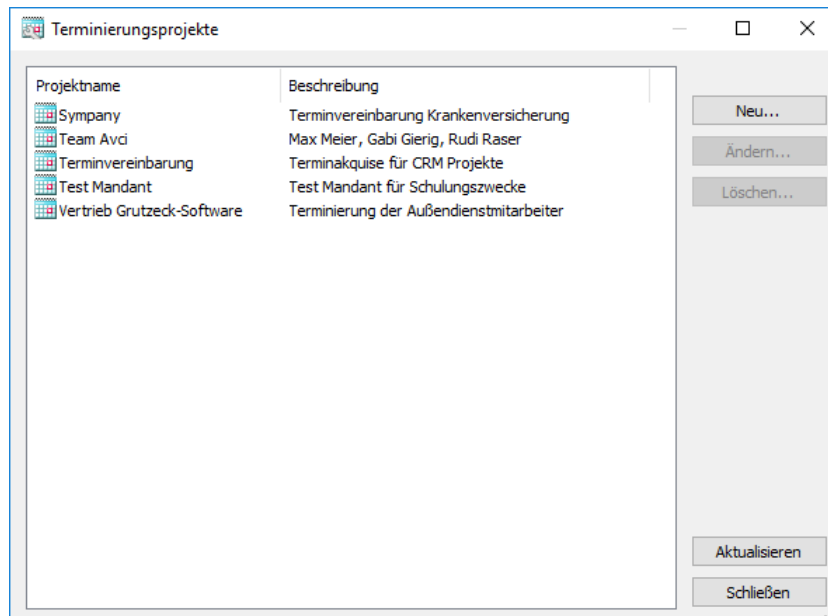 Terminierungsprojekte
Projektname Beschreibung
Sympany Terminvereinbarung Krankenversicherung
Team Avci Max Meier, Gabi Gierig, Rudi Raser
Terminvereinbarung Terminakquise für CRM Projekte
Test Mandant Test Mandant für Schulungszwecke
Vertrieb Grutzeck-Software Terminierung der Außendienstmitarbeiter
Neu...
Ändern...
Löschen...
Aktualisieren
Schließen